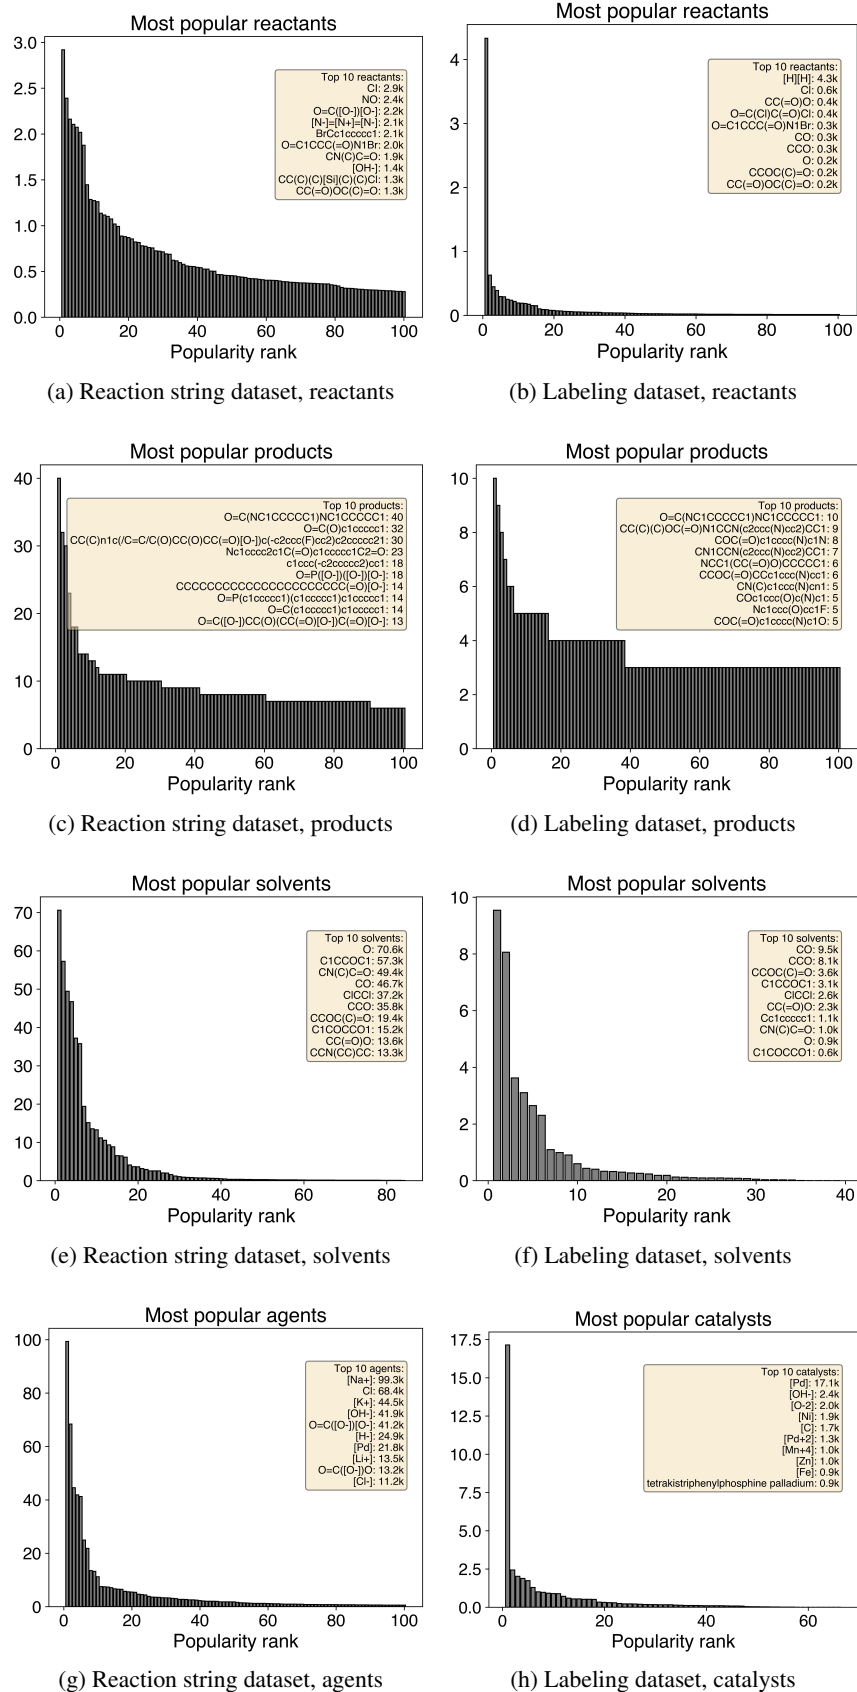 Most popular reactants
3.0
2.5
2.0
1.5
1.0
0.5
0.0
Top 10 reactants:
Cl: 2.9k
NO: 2.4k
O=C([O-])[O-]: 2.2k
[N-]=[N+]=[N-]: 2.1k
BrCc1ccccc1: 2.1k
O=C1CCC(=O)N1Br: 2.0k
CN(C)C=O: 1.9k
[OH-]: 1.4k
CC(C)(C)[Si](C)(C)Cl: 1.3k
CC(=O)OC(C)=O: 1.3k
0 20 40 60 80 100
Popularity rank
(a) Reaction string dataset, reactants
Most popular reactants
4
3
2
1
0
Top 10 reactants:
[H][H]: 4.3k
Cl: 0.6k
CC(=O)O: 0.4k
O=C(Cl)C(=O)Cl: 0.4k
O=C1CCC(=O)N1Br: 0.3k
CO: 0.3k
CCO: 0.3k
O: 0.2k
CCOC(C)=O: 0.2k
CC(=O)OC(C)=O: 0.2k
0 20 40 60 80 100
Popularity rank
(b) Labeling dataset, reactants
Most popular products
40
30
20
10
0
Top 10 products:
O=C(NC1CCCCC1)NC1CCCCC1: 40
O=C(O)c1ccccc1: 32
CC(C)n1c(/C=C/C(O)CC(O)CC(=O)[O-])c(-c2ccc(F)cc2)c2ccccc21: 30
Nc1cccc2c1C(=O)c1ccccc1C2=O: 23
c1ccc(-c2ccccc2)cc1: 18
O=P([O-])([O-])[O-]: 18
CCCCCCCCCCCCCCCCCCCCCC(=O)[O-]: 14
O=P(c1ccccc1)(c1ccccc1)c1ccccc1: 14
O=C(c1ccccc1)c1ccccc1: 14
O=C([O-])CC(O)(CC(=O)[O-])C(=O)[O-]: 13
0 20 40 60 80 100
Popularity rank
(c) Reaction string dataset, products
Most popular products
10
8
6
4
2
0
Top 10 products:
O=C(NC1CCCCC1)NC1CCCCC1: 10
CC(C)(C)OC(=O)N1CCN(c2ccc(N)cc2)CC1: 9
COC(=O)c1cccc(N)c1N: 8
CN1CCN(c2ccc(N)cc2)CC1: 7
NCC1(CC(=O)O)CCCCC1: 6
CCOC(=O)CCc1ccc(N)cc1: 6
CN(C)c1ccc(N)cn1: 5
COc1ccc(O)c(N)c1: 5
Nc1ccc(O)cc1F: 5
COC(=O)c1cccc(N)c1O: 5
0 20 40 60 80 100
Popularity rank
(d) Labeling dataset, products
Most popular solvents
70
60
50
40
30
20
10
0
Top 10 solvents:
O: 70.6k
C1CCOC1: 57.3k
CN(C)C=O: 49.4k
CO: 46.7k
ClCCl: 37.2k
CCO: 35.8k
CCOC(C)=O: 19.4k
C1COCCO1: 15.2k
CC(=O)O: 13.6k
CCN(CC)CC: 13.3k
0 20 40 60 80
Popularity rank
(e) Reaction string dataset, solvents
Most popular solvents
10
8
6
4
2
0
Top 10 solvents:
CO: 9.5k
CCO: 8.1k
CCOC(C)=O: 3.6k
C1CCOC1: 3.1k
ClCCl: 2.6k
CC(=O)O: 2.3k
Cc1ccccc1: 1.1k
CN(C)C=O: 1.0k
O: 0.9k
C1COCCO1: 0.6k
0 10 20 30 40
Popularity rank
(f) Labeling dataset, solvents
Most popular agents
100
80
60
40
20
0
Top 10 agents:
[Na+]: 99.3k
Cl: 68.4k
[K+]: 44.5k
[OH-]: 41.9k
O=C([O-])[O-]: 41.2k
[H-]: 24.9k
[Pd]: 21.8k
[Li+]: 13.5k
O=C([O-])O: 13.2k
[Cl-]: 11.2k
0 20 40 60 80 100
Popularity rank
(g) Reaction string dataset, agents
Most popular catalysts
17.5
15.0
12.5
10.0
7.5
5.0
2.5
0.0
Top 10 catalysts:
[Pd]: 17.1k
[OH-]: 2.4k
[O-2]: 2.0k
[Ni]: 1.9k
[C]: 1.7k
[Pd+2]: 1.3k
[Mn+4]: 1.0k
[Zn]: 1.0k
[Fe]: 0.9k
tetrakistriphenylphosphine palladium: 0.9k
0 20 40 60
Popularity rank
(h) Labeling dataset, catalysts